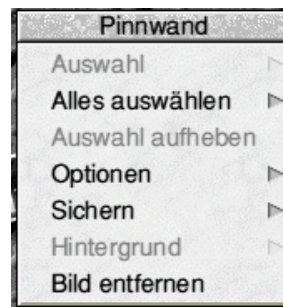 Pinnwand
Auswahl
Alles auswählen
Auswahl aufheben
Optionen
Sichern
Hintergrund
Bild entfernen